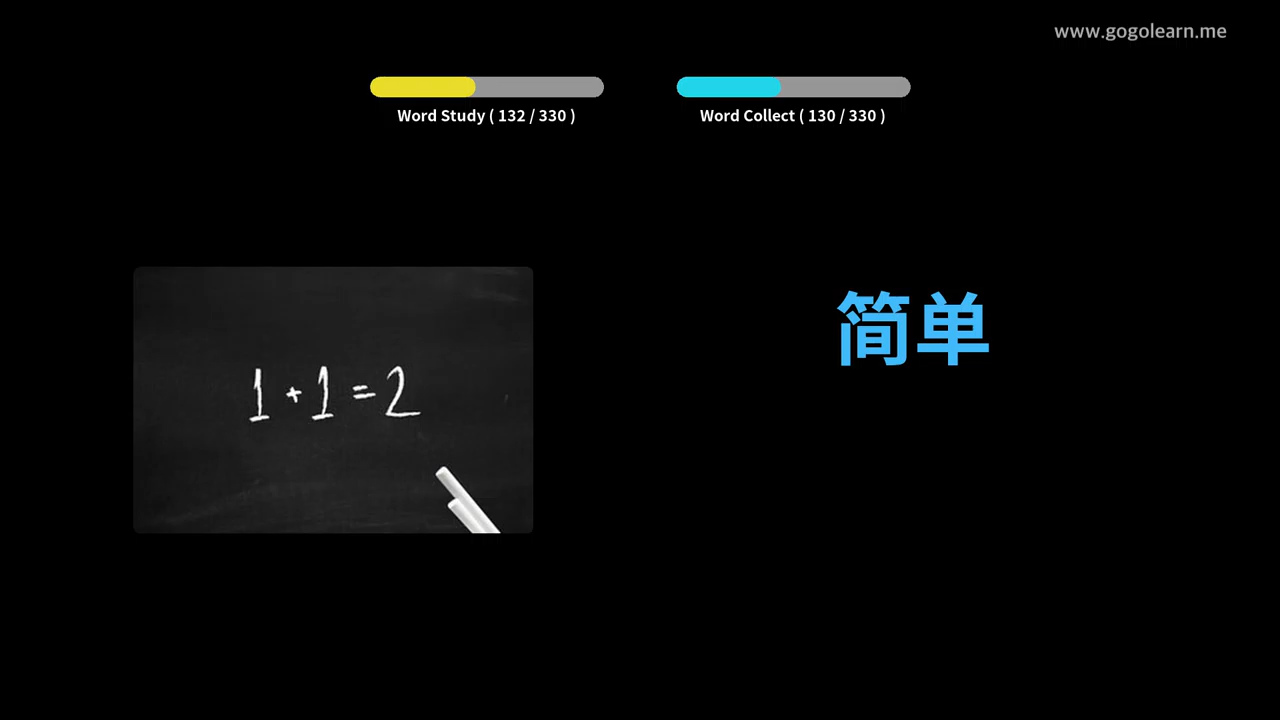 www.gogolearn.me
Word Study ( 132 / 330 )
Word Collect ( 130 / 330 )
简单
1 + 1 = 2